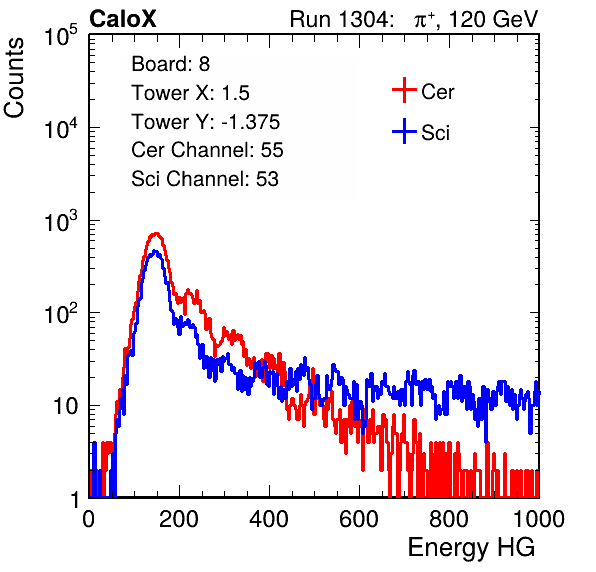 CaloX Run 1304: π⁺, 120 GeV
Counts
Board: 8
Tower X: 1.5
Tower Y: -1.375
Cer Channel: 55
Sci Channel: 53
Cer
Sci
10⁵
10⁴
10³
10²
10
1
0 200 400 600 800 1000
Energy HG